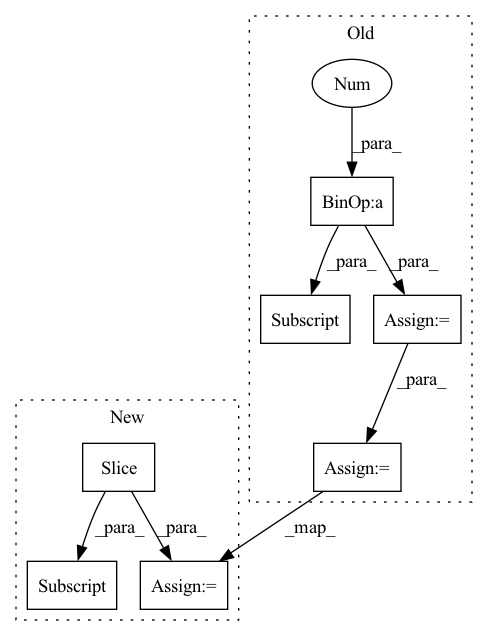 Old
Num
_para_
BinOp:a
_para_
_para_
Subscript
Assign:=
_para_
New
Slice
Assign:=
_para_
_para_
_map_
Subscript
Assign:=